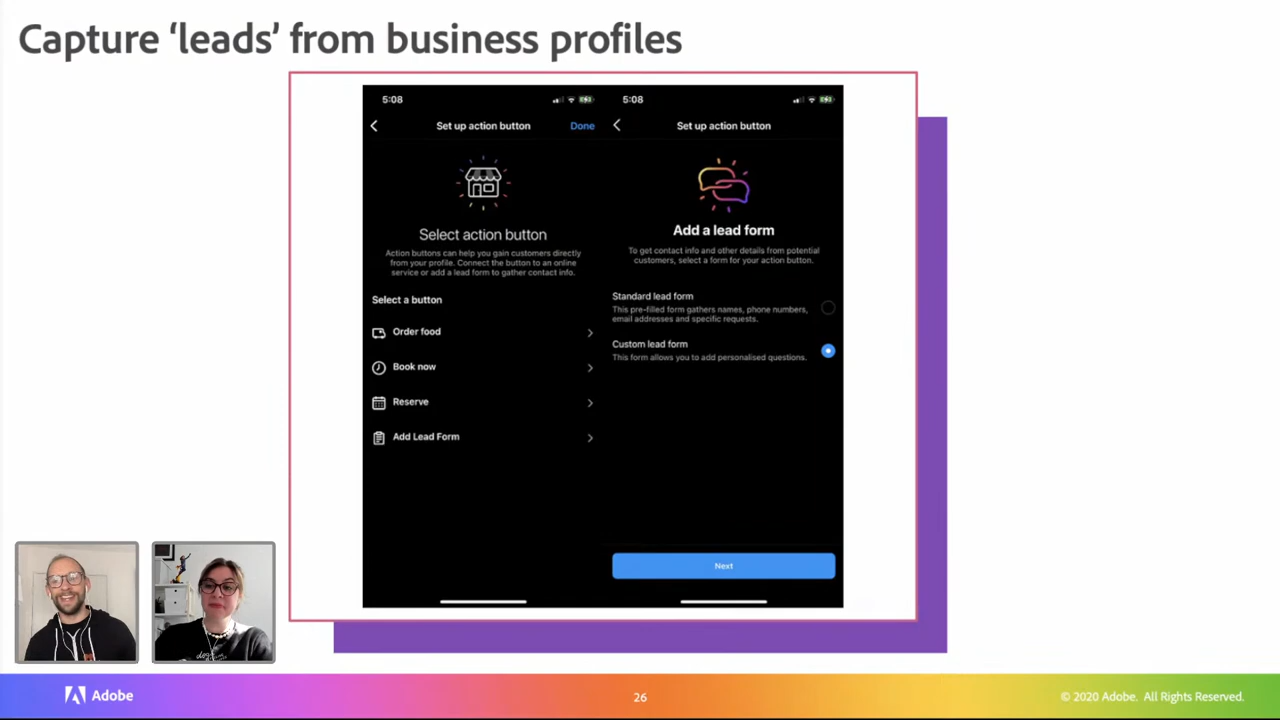 Capture ‘leads’ from business profiles
5:08
Set up action button
Done
Select action button
Action buttons can help you gain customers directly
from your profile. Connect the button to an online
service or add a lead form to gather contact info.
Select a button
Order food
Book now
Reserve
Add Lead Form
5:08
Set up action button
Add a lead form
To get contact info and other details from potential
customers, select a form for your action button.
Standard lead form
This pre-filled form gathers names, phone numbers,
email addresses and specific requests.
Custom lead form
This form allows you to add personalised questions.
Next
Adobe
26
© 2020 Adobe. All Rights Reserved.